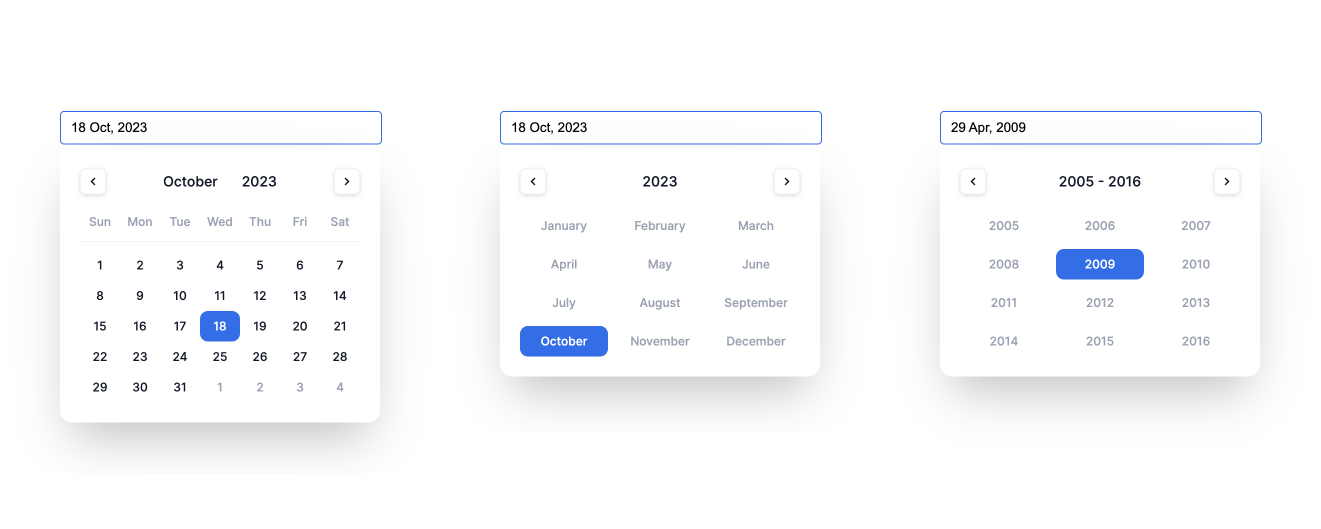 18 Oct, 2023
October 2023
Sun Mon Tue Wed Thu Fri Sat
1 2 3 4 5 6 7
8 9 10 11 12 13 14
15 16 17 18 19 20 21
22 23 24 25 26 27 28
29 30 31 1 2 3 4
18 Oct, 2023
2023
January February March
April May June
July August September
October November December
29 Apr, 2009
2005 - 2016
2005 2006 2007
2008 2009 2010
2011 2012 2013
2014 2015 2016